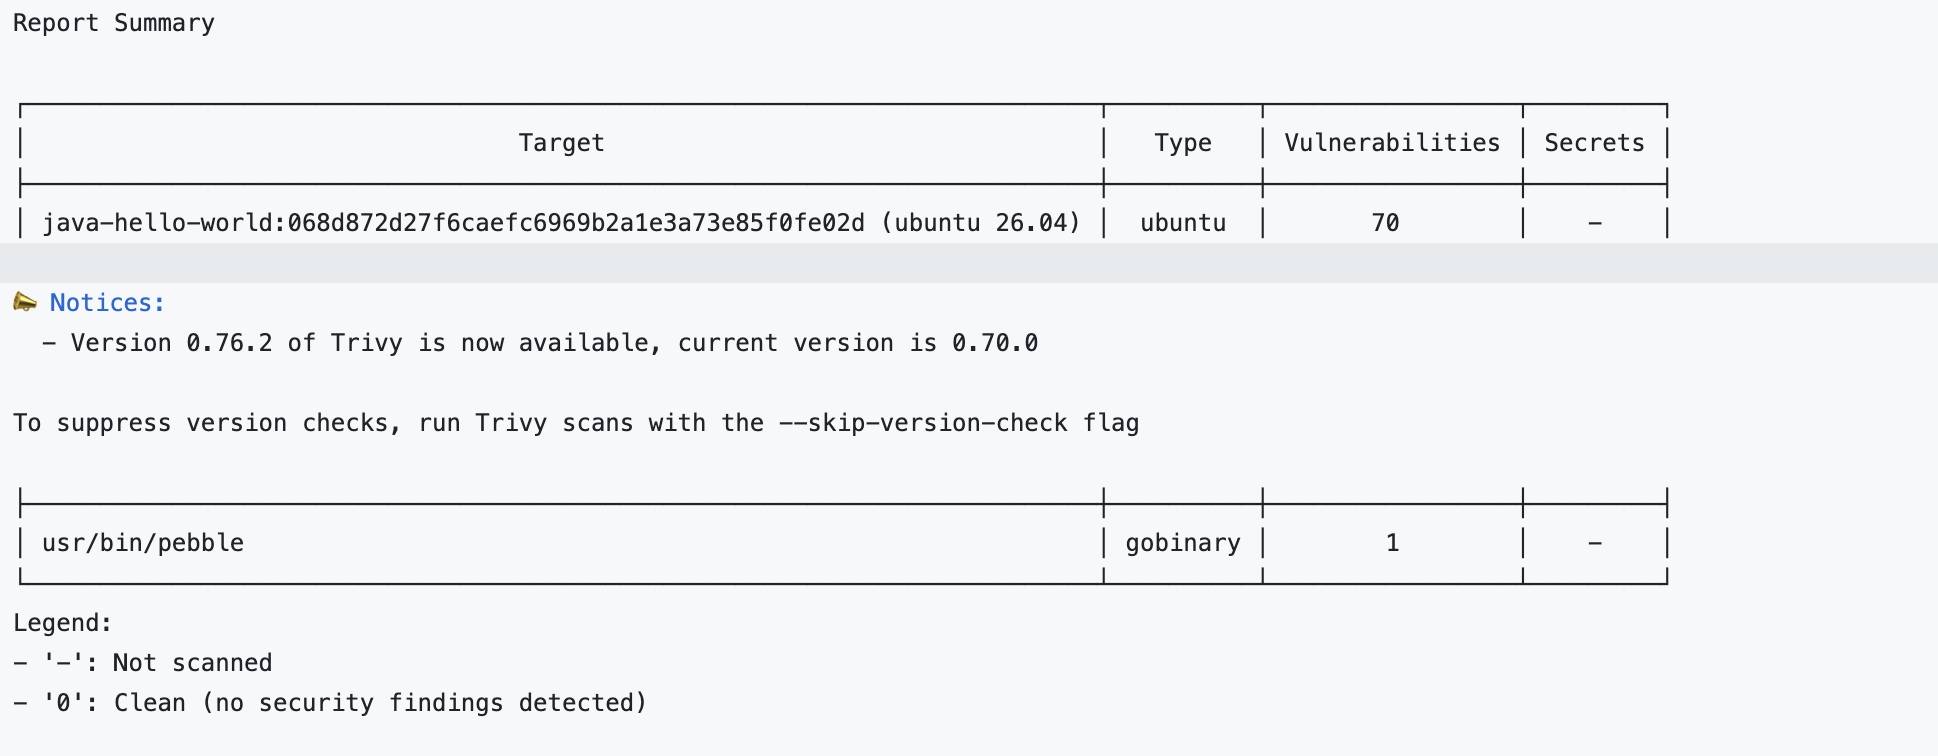 Report Summary
Target Type Vulnerabilities Secrets
java-hello-world:068d872d27f6caefc6969b2a1e3a73e85f0fe02d (ubuntu 26.04) ubuntu 70 -
📣 Notices:
- Version 0.76.2 of Trivy is now available, current version is 0.70.0
To suppress version checks, run Trivy scans with the --skip-version-check flag
usr/bin/pebble gobinary 1 -
Legend:
- '-': Not scanned
- '0': Clean (no security findings detected)